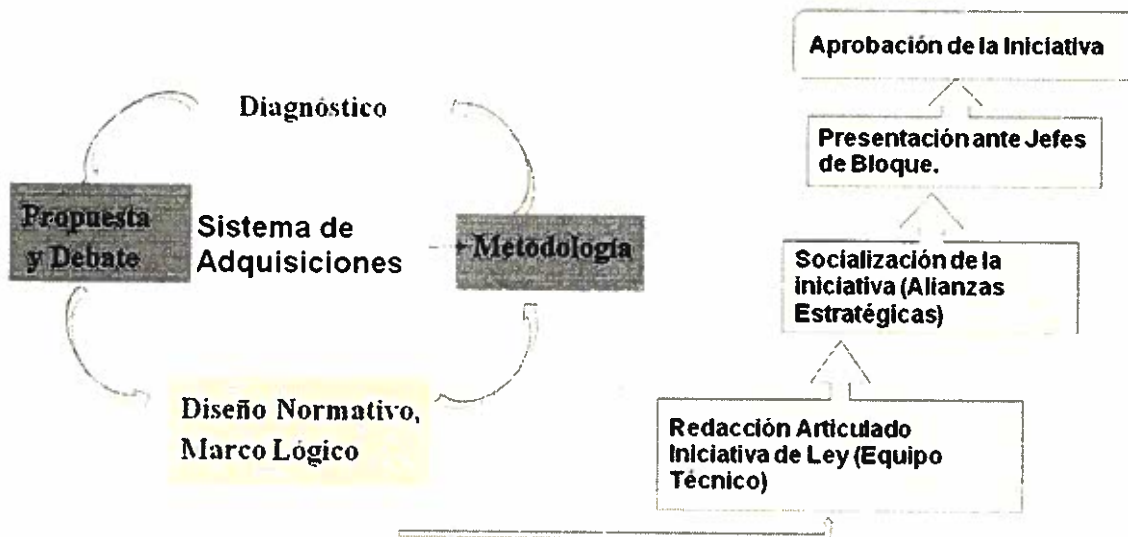 Diagnóstico
Propuesta
y Debate
Sistema de
Adquisiciones
Metodología
Diseño Normativo,
Marco Lógico
Aprobación de la Iniciativa
Presentación ante Jefes
de Bloque.
Socialización de la
iniciativa (Alianzas
Estratégicas)
Redacción Articulado
Iniciativa de Ley (Equipo
Técnico)